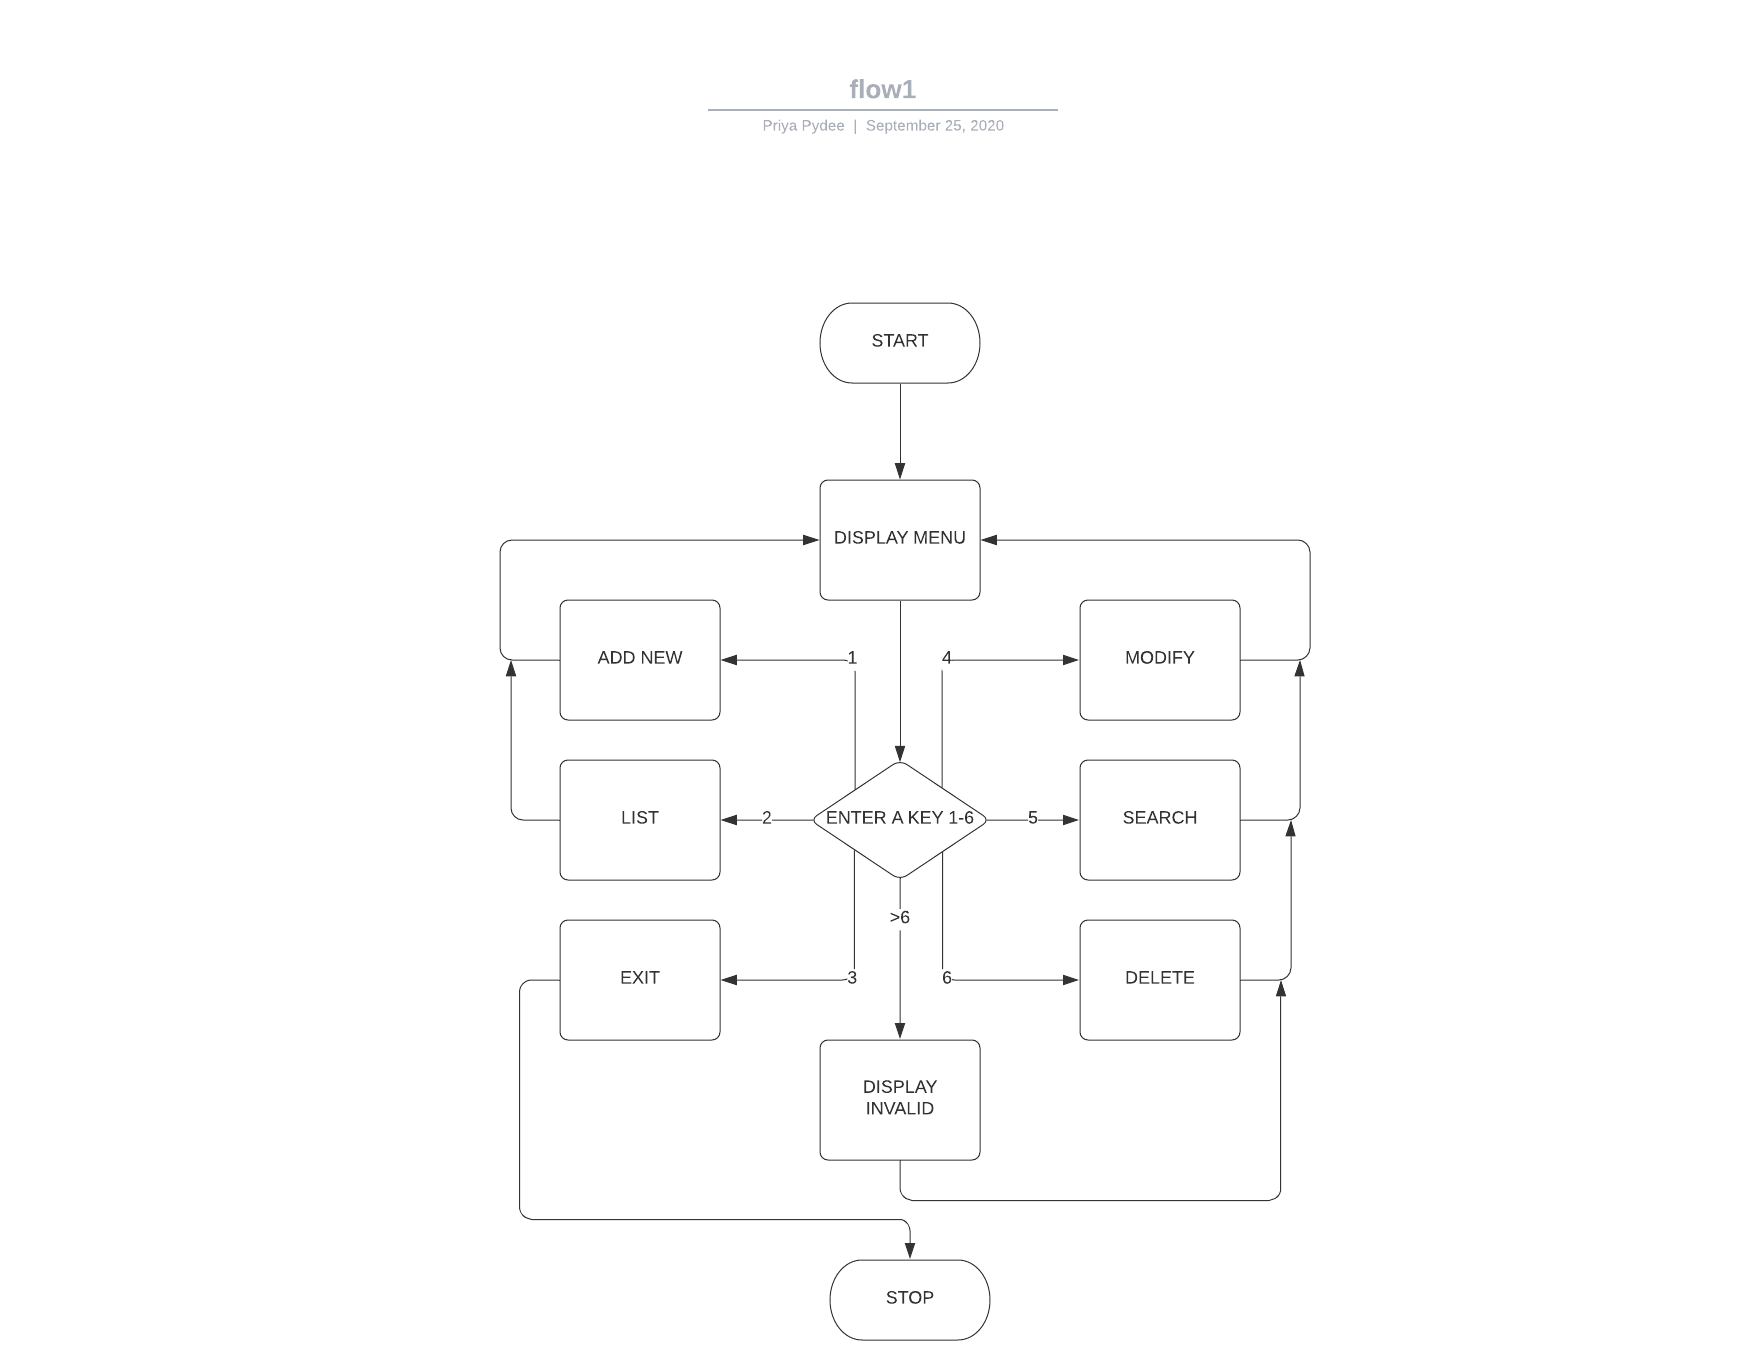 flow1
Priya Pydee | September 25, 2020
START
DISPLAY MENU
ADD NEW
1
4
MODIFY
LIST
2
ENTER A KEY 1-6
5
SEARCH
>6
EXIT
3
6
DELETE
DISPLAY
INVALID
STOP